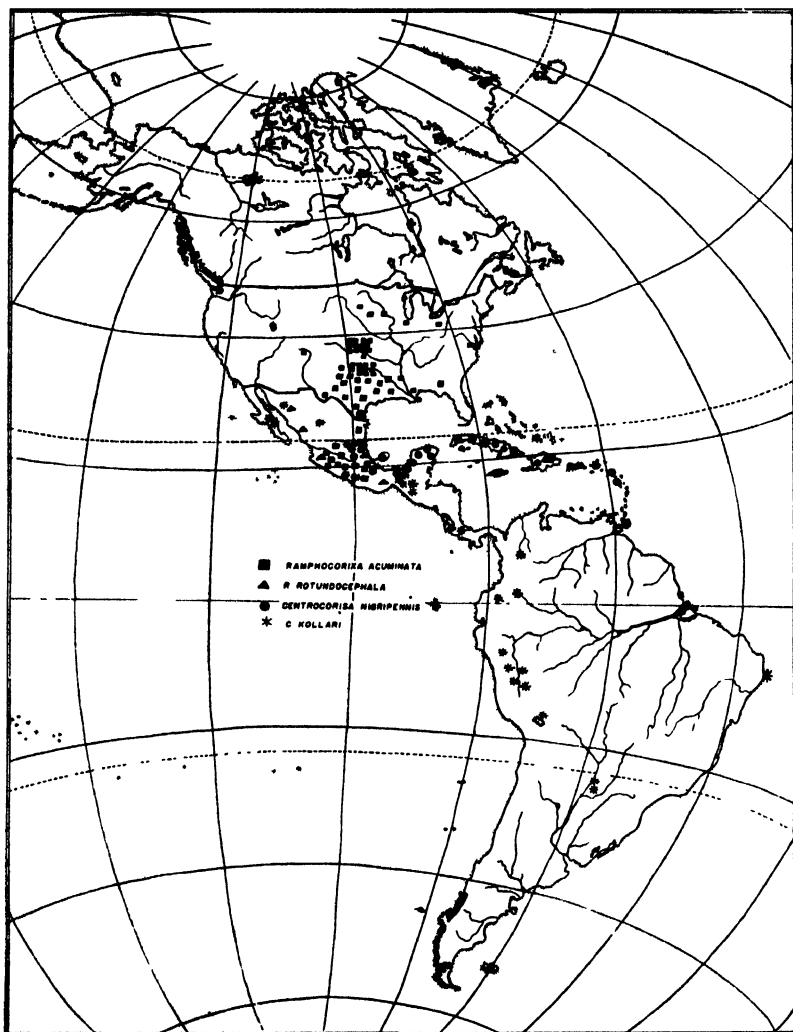 RAMPHOCORIXA ACUMINATA
R ROTUNDOCEPHALA
CENTROCORISA NIGRIPENNIS
C KOLLARI